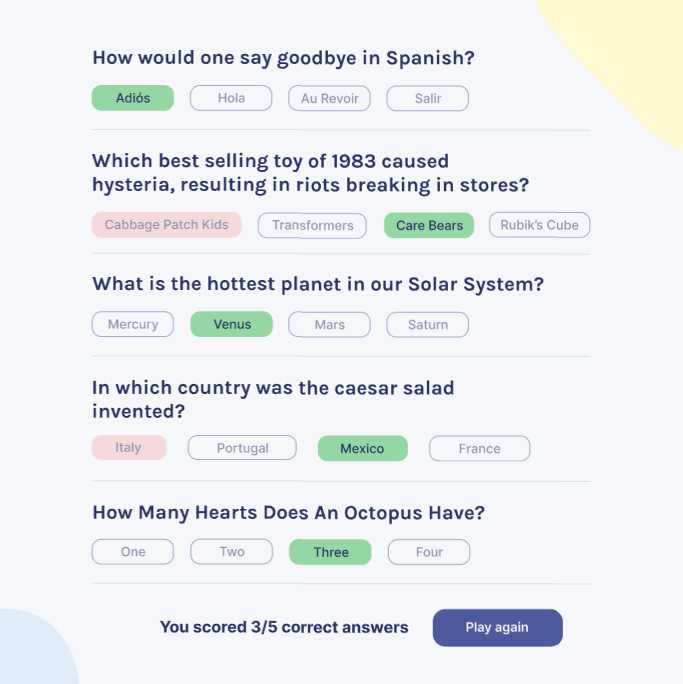 How would one say goodbye in Spanish?
Adiós Hola Au Revoir Salir
Which best selling toy of 1983 caused
hysteria, resulting in riots breaking in stores?
Cabbage Patch Kids Transformers Care Bears Rubik's Cube
What is the hottest planet in our Solar System?
Mercury Venus Mars Saturn
In which country was the caesar salad
invented?
Italy Portugal Mexico France
How Many Hearts Does An Octopus Have?
One Two Three Four
You scored 3/5 correct answers Play again